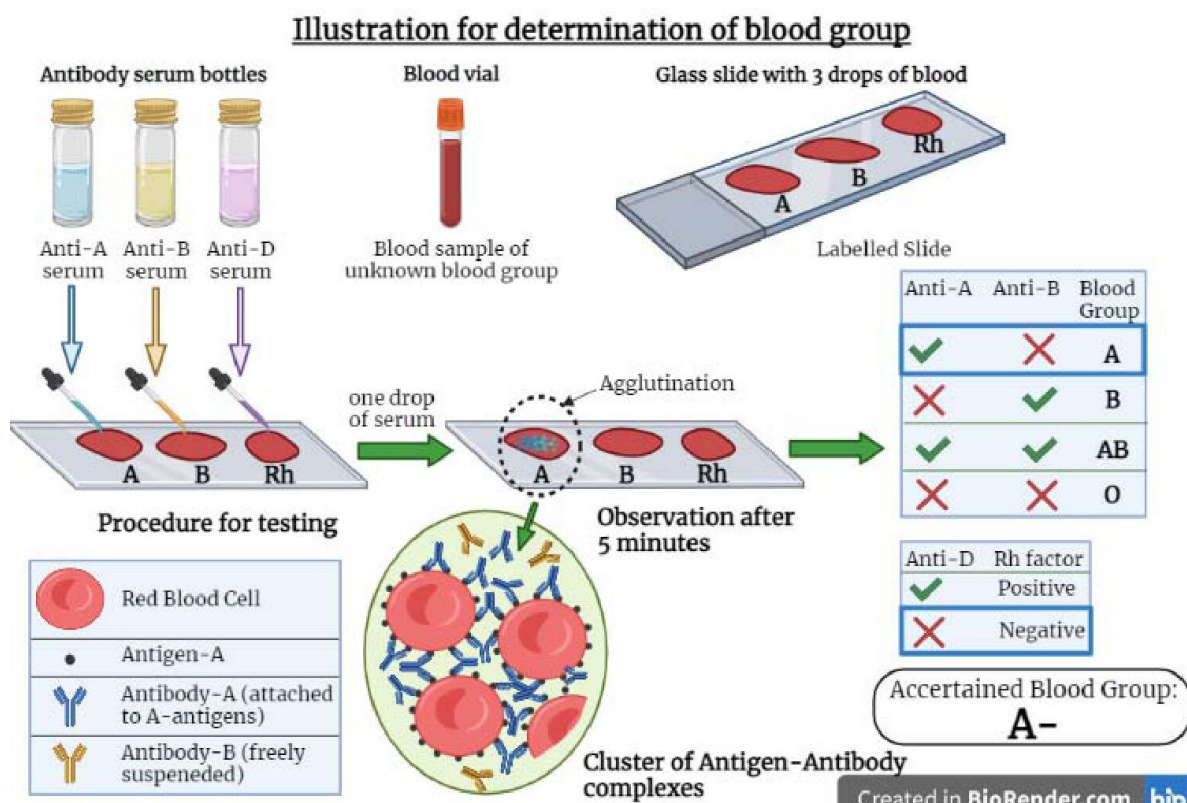 Illustration for determination of blood group
Antibody serum bottles
Blood vial
Glass slide with 3 drops of blood
Rh
B
A
Anti-A
serum
Anti-B
serum
Anti-D
serum
Blood sample of
unknown blood group
Labelled Slide
Anti-A Anti-B Blood
Group
A
B
AB
O
one drop
of serum
Agglutination
A B Rh
A B Rh
Procedure for testing
Observation after
5 minutes
Anti-D Rh factor
Positive
Negative
Red Blood Cell
Antigen-A
Antibody-A (attached
to A-antigens)
Antibody-B (freely
suspeneded)
Accertained Blood Group:
A-
Cluster of Antigen-Antibody
complexes
Created in BioRender.com bio